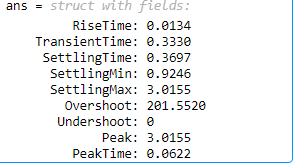 ans = struct with fields:
RiseTime: 0.0134
TransientTime: 0.3330
SettlingTime: 0.3697
SettlingMin: 0.9246
SettlingMax: 3.0155
Overshoot: 201.5520
Undershoot: 0
Peak: 3.0155
PeakTime: 0.0622